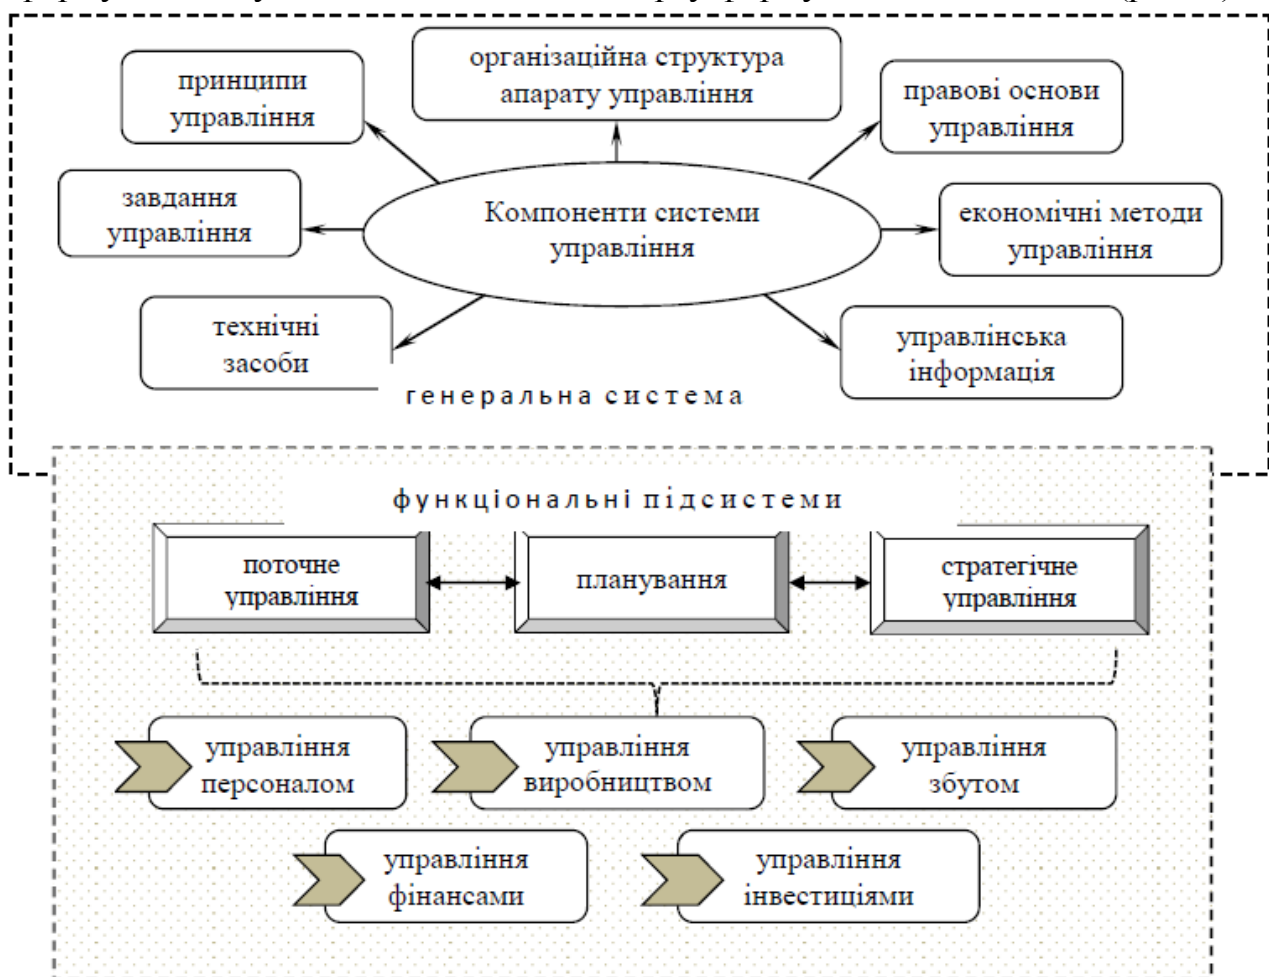 організаційна структура
апарату управління
принципи
управління
правові основи
управління
завдання
управління
Компоненти системи
управління
економічні методи
управління
технічні
засоби
управлінська
інформація
генеральна система
функціональні підсистеми
поточне
управління
планування
стратегічне
управління
управління
персоналом
управління
виробництвом
управління
збутом
управління
фінансами
управління
інвестиціями